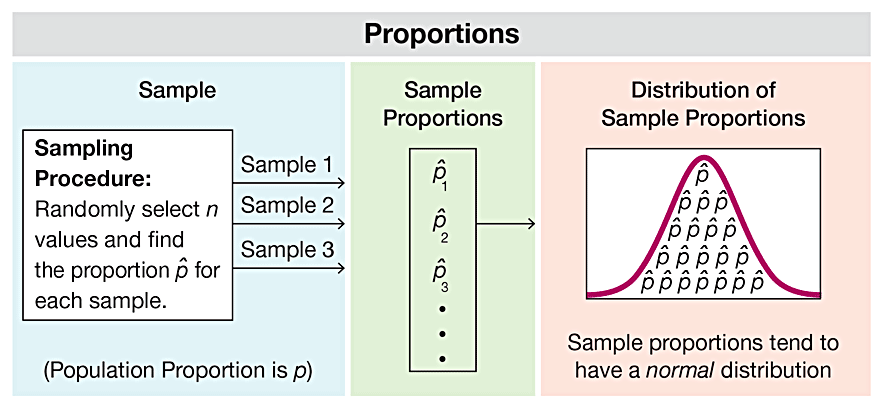 Proportions
Sample
Sampling
Procedure:
Randomly select n
values and find
the proportion p̂ for
each sample.
Sample 1
Sample 2
Sample 3
(Population Proportion is p)
Sample
Proportions
p̂₁
p̂₂
p̂₃
•
•
•
Distribution of
Sample Proportions
p̂
p̂ p̂ p̂
p̂ p̂ p̂ p̂
p̂ p̂ p̂ p̂ p̂
p̂ p̂ p̂ p̂ p̂ p̂ p̂
Sample proportions tend to
have a normal distribution